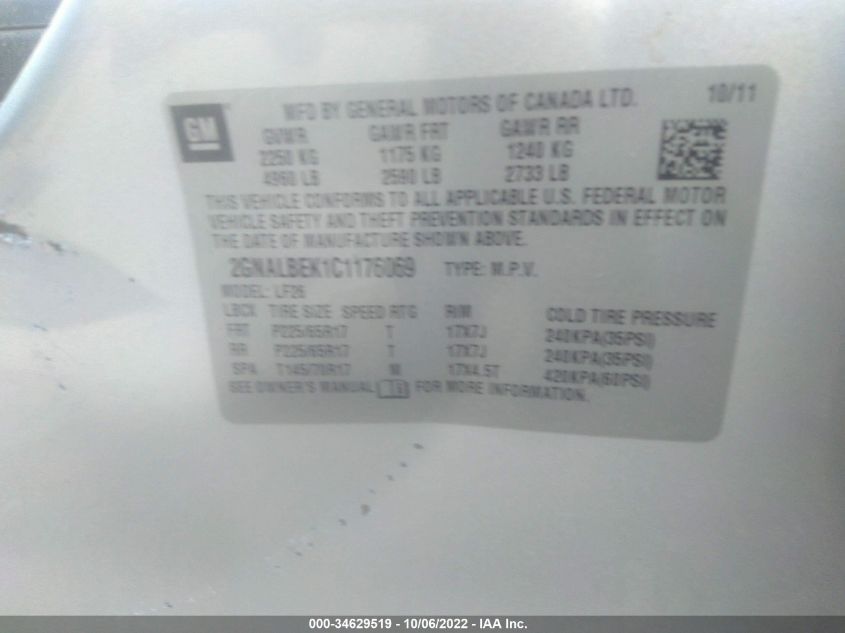 GM
MFD BY GENERAL MOTORS OF CANADA LTD. 10/11
GVWR GAWR FRT GAWR RR
2250 KG 1175 KG 1240 KG
4960 LB 2590 LB 2733 LB
THIS VEHICLE CONFORMS TO ALL APPLICABLE U.S. FEDERAL MOTOR
VEHICLE SAFETY AND THEFT PREVENTION STANDARDS IN EFFECT ON
THE DATE OF MANUFACTURE SHOWN ABOVE.
2GNALBEK1C1176069 TYPE: M.P.V.
MODEL: LF26
LBCX TIRE SIZE SPEED RTG RIM COLD TIRE PRESSURE
FRT P225/65R17 T 17X7J 240KPA(35PSI)
RR P225/65R17 T 17X7J 240KPA(35PSI)
SPA T145/70R17 M 17X4.5T 420KPA(60PSI)
SEE OWNER'S MANUAL FOR MORE INFORMATION.
000-34629519 - 10/06/2022 - IAA Inc.